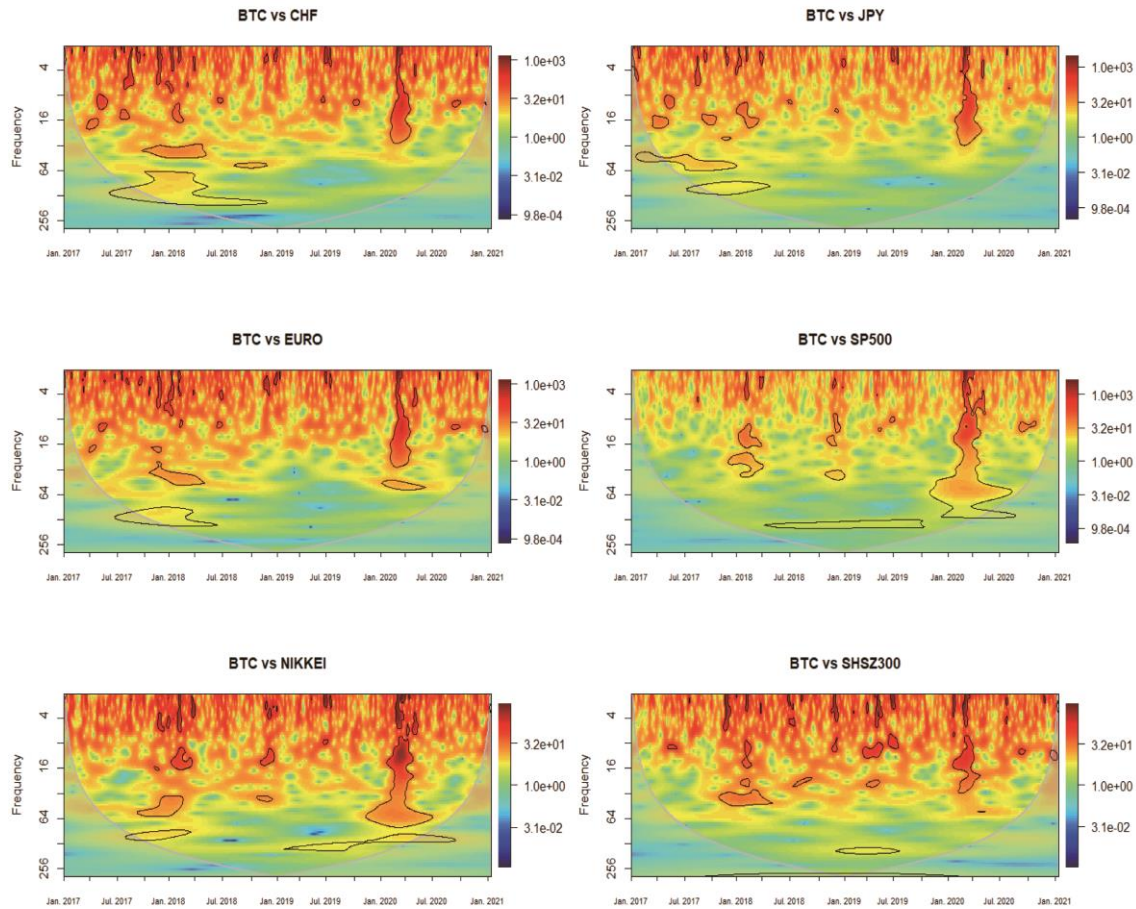 BTC vs CHF
Frequency
4
16
64
256
Jan. 2017 Jul. 2017 Jan. 2018 Jul. 2018 Jan. 2019 Jul. 2019 Jan. 2020 Jul. 2020 Jan. 2021
1.0e+03
3.2e+01
1.0e+00
3.1e-02
9.8e-04
BTC vs JPY
Frequency
4
16
64
256
Jan. 2017 Jul. 2017 Jan. 2018 Jul. 2018 Jan. 2019 Jul. 2019 Jan. 2020 Jul. 2020 Jan. 2021
1.0e+03
3.2e+01
1.0e+00
3.1e-02
9.8e-04
BTC vs EURO
Frequency
4
16
64
256
Jan. 2017 Jul. 2017 Jan. 2018 Jul. 2018 Jan. 2019 Jul. 2019 Jan. 2020 Jul. 2020 Jan. 2021
1.0e+03
3.2e+01
1.0e+00
3.1e-02
9.8e-04
BTC vs SP500
Frequency
4
16
64
256
Jan. 2017 Jul. 2017 Jan. 2018 Jul. 2018 Jan. 2019 Jul. 2019 Jan. 2020 Jul. 2020 Jan. 2021
1.0e+03
3.2e+01
1.0e+00
3.1e-02
9.8e-04
BTC vs NIKKEI
Frequency
4
16
64
256
Jan. 2017 Jul. 2017 Jan. 2018 Jul. 2018 Jan. 2019 Jul. 2019 Jan. 2020 Jul. 2020 Jan. 2021
3.2e+01
1.0e+00
3.1e-02
BTC vs SHSZ300
Frequency
4
16
64
256
Jan. 2017 Jul. 2017 Jan. 2018 Jul. 2018 Jan. 2019 Jul. 2019 Jan. 2020 Jul. 2020 Jan. 2021
3.2e+01
1.0e+00
3.1e-02